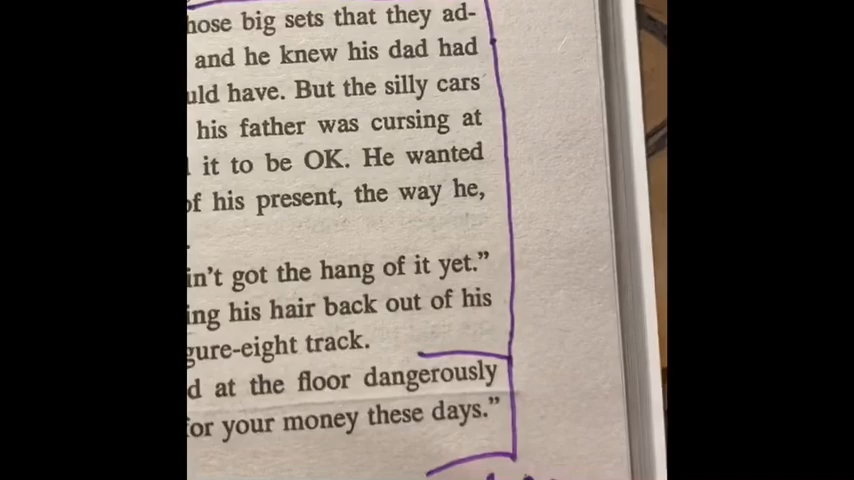 hose big sets that they ad-
and he knew his dad had
uld have. But the silly cars
his father was cursing at
it to be OK. He wanted
of his present, the way he,
in't got the hang of it yet."
ing his hair back out of his
gure-eight track.
d at the floor dangerously
for your money these days."